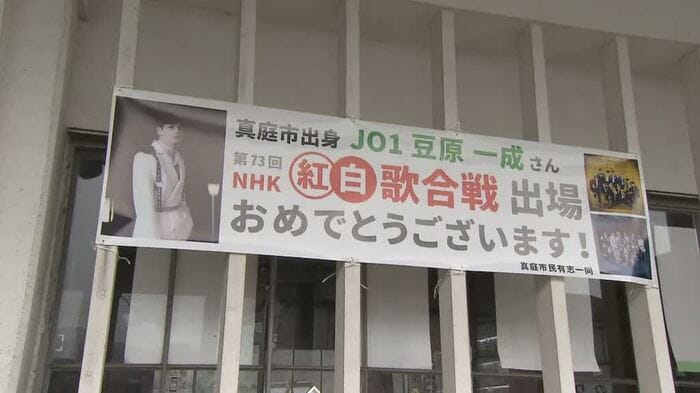 真庭市出身 JO1 豆原 一成さん
第73回 NHK 紅白歌合戦 出場
おめでとうございます!
真庭市民有志一同